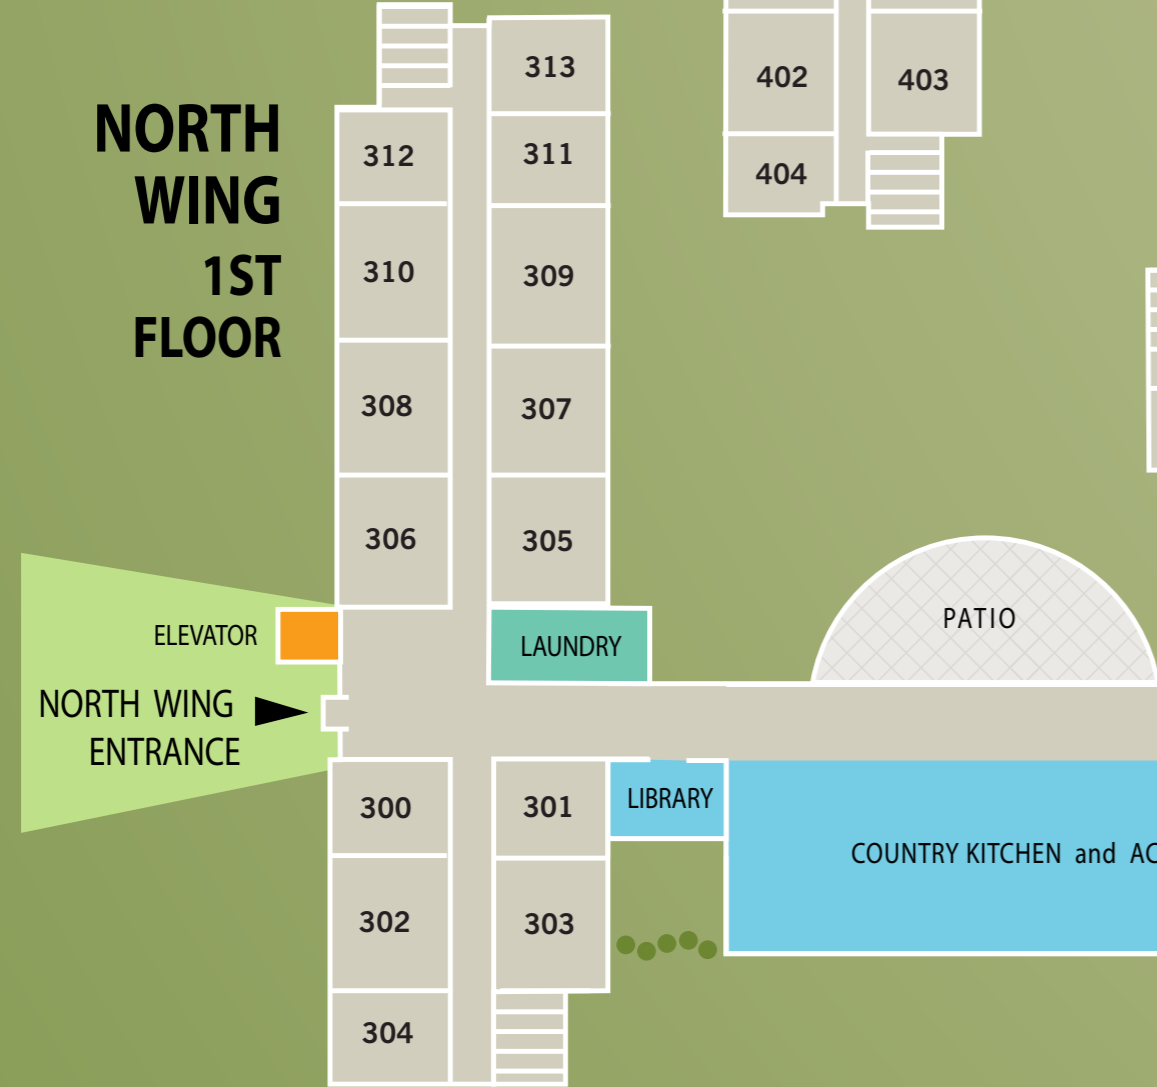 NORTH
WING
1ST
FLOOR
313
312
311
310
309
308
307
306
305
402
403
404
ELEVATOR
LAUNDRY
PATIO
NORTH WING
ENTRANCE
300
301
LIBRARY
COUNTRY KITCHEN and AC
302
303
304